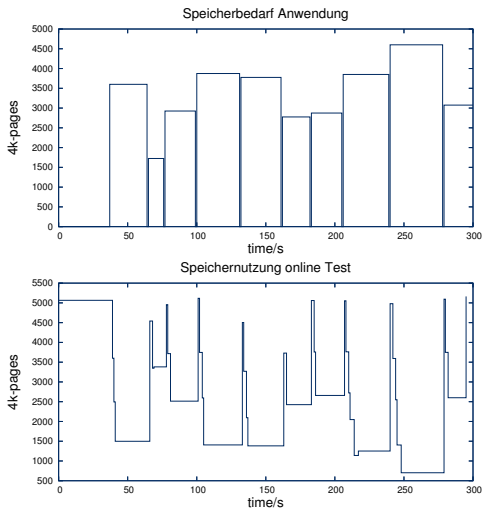 Speicherbedarf Anwendung
5000
4500
4000
3500
3000
2500
2000
1500
1000
500
0
4k-pages
0 50 100 150 200 250 300
time/s
Speichernutzung online Test
5500
5000
4500
4000
3500
3000
2500
2000
1500
1000
500
4k-pages
0 50 100 150 200 250 300
time/s